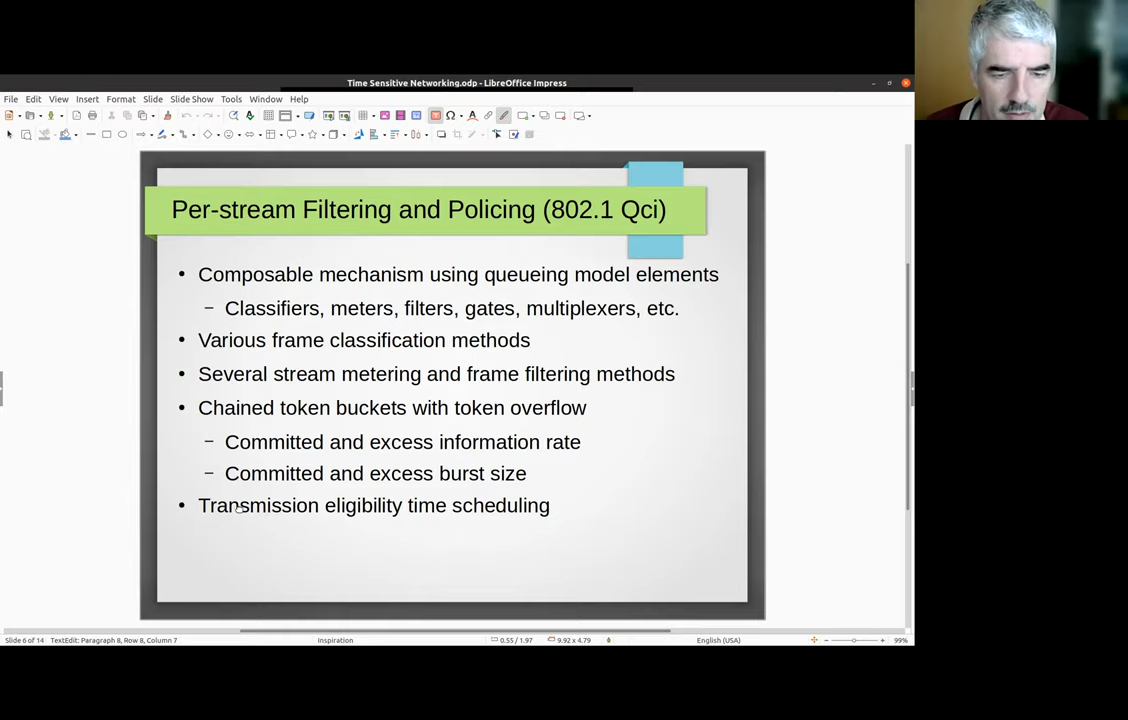 Time Sensitive Networking.odp - LibreOffice Impress
File Edit View Insert Format Slide Slide Show Tools Window Help
Per-stream Filtering and Policing (802.1 Qci)
• Composable mechanism using queueing model elements
– Classifiers, meters, filters, gates, multiplexers, etc.
• Various frame classification methods
• Several stream metering and frame filtering methods
• Chained token buckets with token overflow
– Committed and excess information rate
– Committed and excess burst size
• Transmission eligibility time scheduling
Slide 6 of 14 TextEdit: Paragraph 8, Row 8, Column 7 Inspiration 0.55 / 1.97 9.92 x 4.79 English (USA) 99%